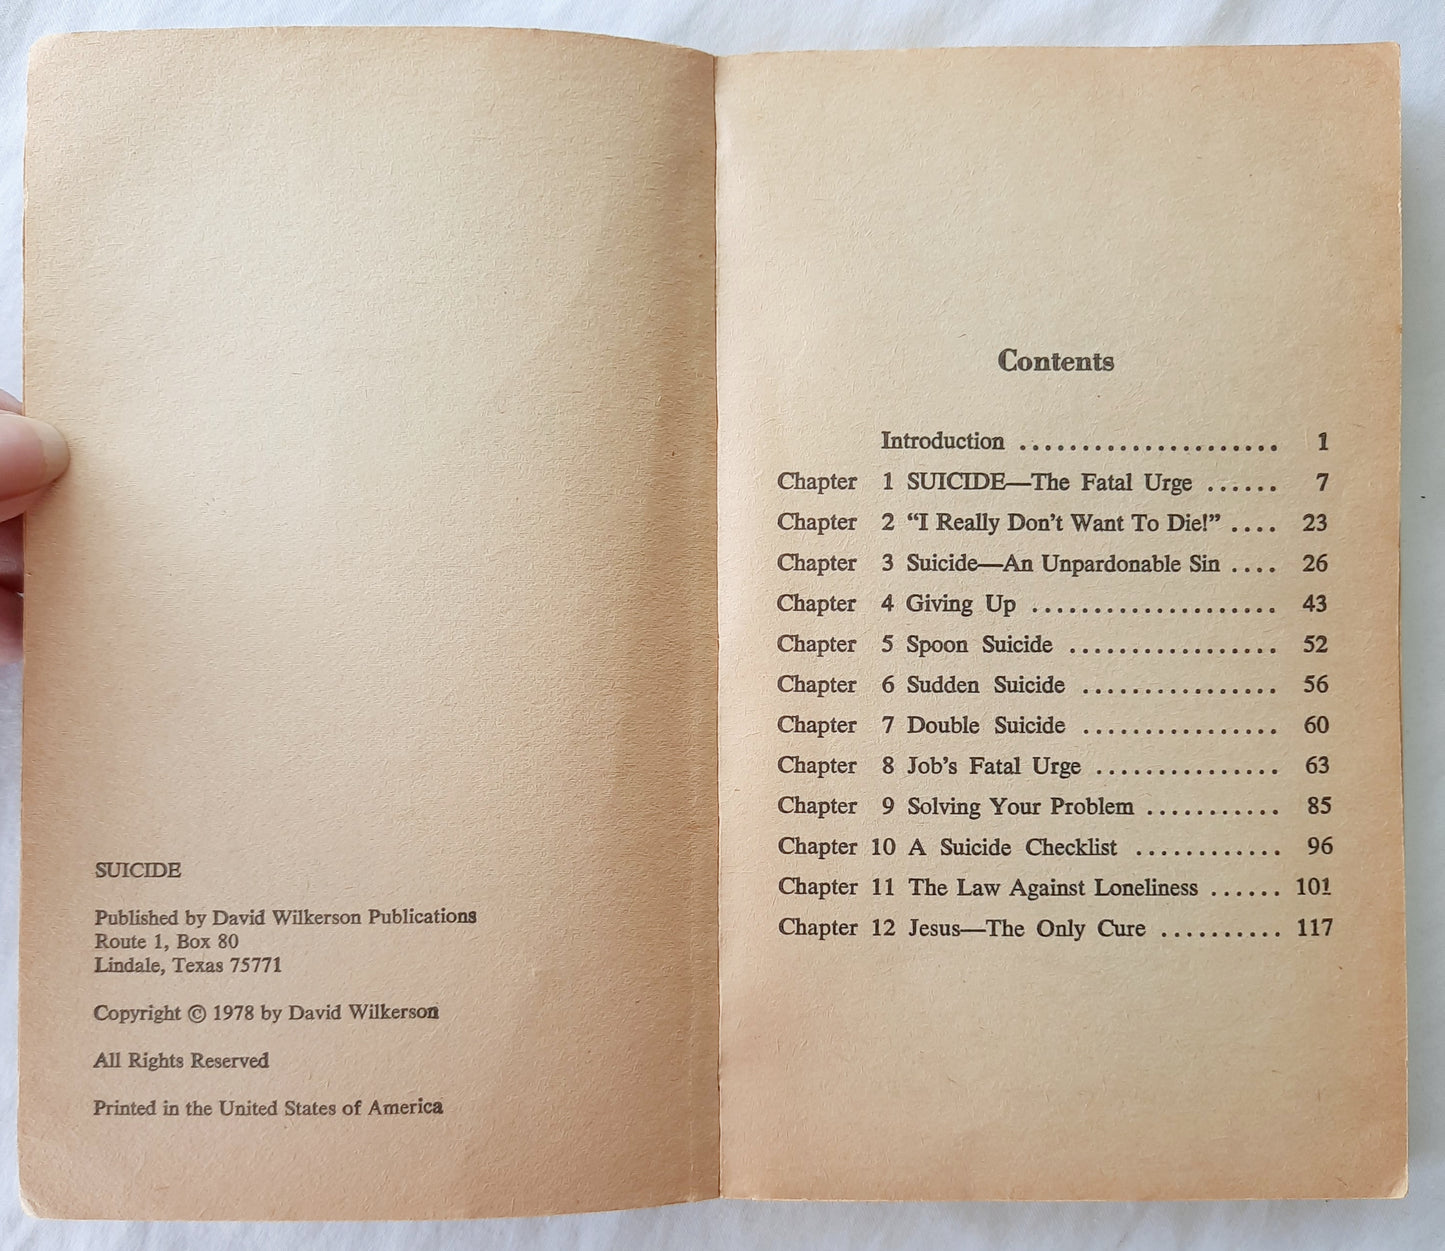 SUICIDE
Published by David Wilkerson Publications
Route 1, Box 80
Lindale, Texas 75771
Copyright © 1978 by David Wilkerson
All Rights Reserved
Printed in the United States of America
Contents
Introduction ..................... 1
Chapter 1 SUICIDE—The Fatal Urge ...... 7
Chapter 2 “I Really Don’t Want To Die!” .... 23
Chapter 3 Suicide—An Unpardonable Sin .... 26
Chapter 4 Giving Up .................... 43
Chapter 5 Spoon Suicide ................. 52
Chapter 6 Sudden Suicide ................ 56
Chapter 7 Double Suicide ................ 60
Chapter 8 Job’s Fatal Urge ............... 63
Chapter 9 Solving Your Problem ........... 85
Chapter 10 A Suicide Checklist ............ 96
Chapter 11 The Law Against Loneliness ...... 101
Chapter 12 Jesus—The Only Cure .......... 117